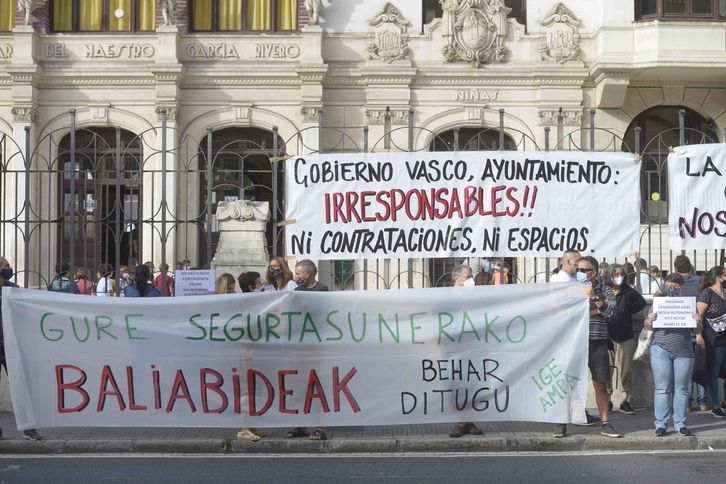 DEL MAESTRO
GARCIA RIVERO
NIÑAS
GOBIERNO VASCO, AYUNTAMIENTO:
IRRESPONSABLES!!
NI CONTRATACIONES, NI ESPACIOS.
LA
NOS
GURE SEGURTASUNERAKO
BALIABIDEAK
BEHAR
DITUGU
IGE
AMPA